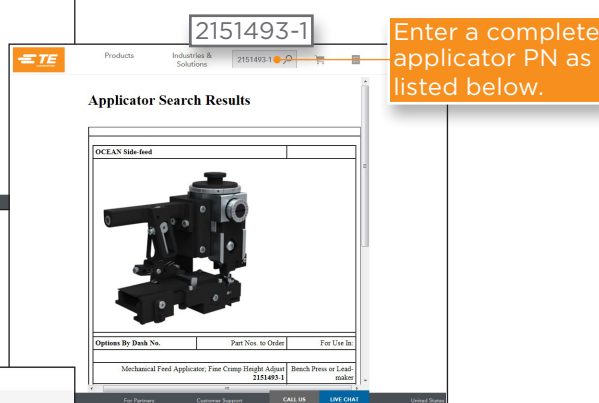 2151493-1
Enter a complete
applicator PN as
listed below.
TE
Products
Industries &
Solutions
2151493-1
Applicator Search Results
OCEAN Side-feed
Options By Dash No.
Part Nos. to Order
For Use In:
Mechanical Feed Applicator; Fine Crimp Height Adjust
2151493-1
Bench Press or Lead-
maker
For Partners
Customer Support
CALL US
LIVE CHAT
United States